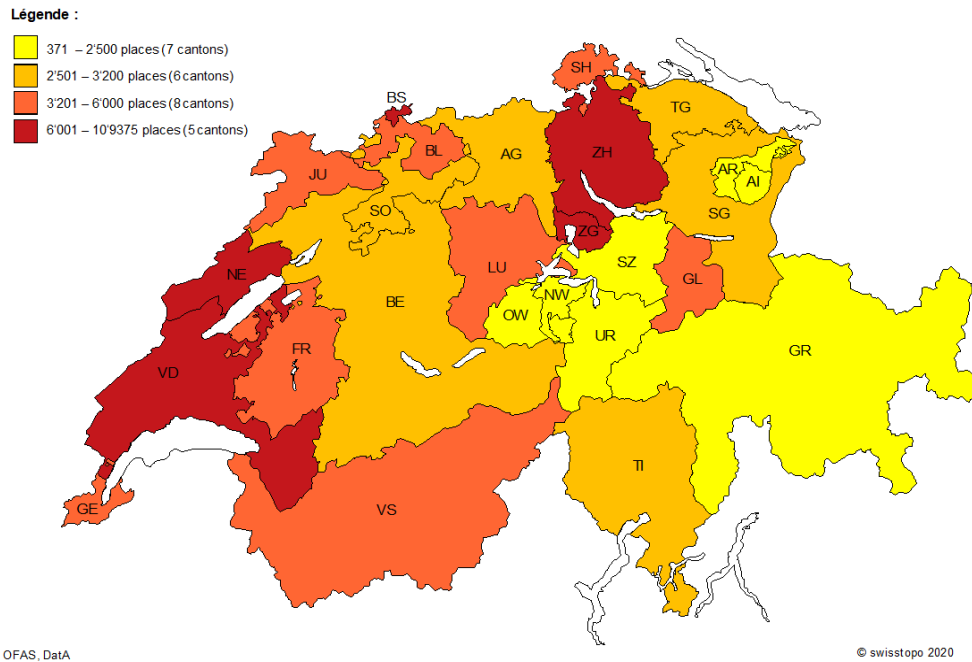 Légende :
371 – 2'500 places (7 cantons)
2'501 – 3'200 places (6 cantons)
3'201 – 6'000 places (8 cantons)
6'001 – 10'9375 places (5 cantons)
SH
BS
TG
BL
AG
ZH
JU
AR
AI
SO
SG
ZG
NE
LU
SZ
GL
BE
NW
OW
UR
FR
GR
VD
TI
GE
VS
OFAS, DatA
© swisstopo 2020